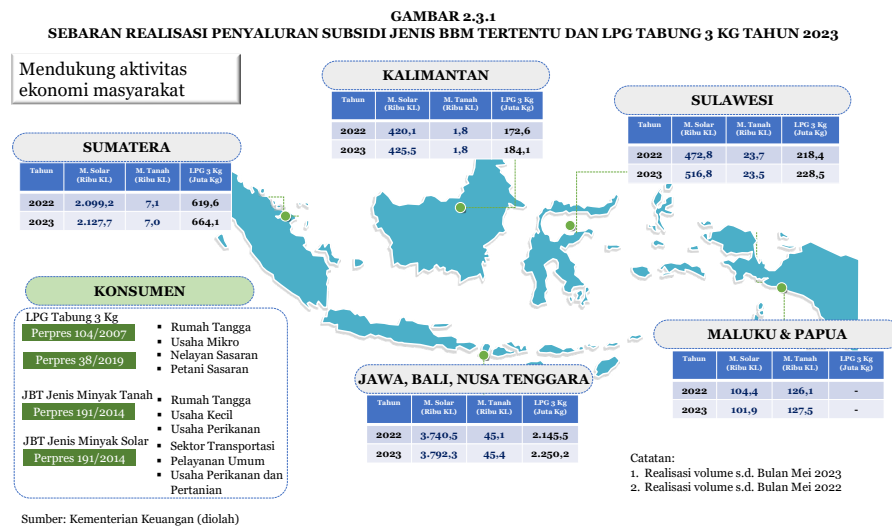 GAMBAR 2.3.1
SEBARAN REALISASI PENYALURAN SUBSIDI JENIS BBM TERTENTU DAN LPG TABUNG 3 KG TAHUN 2023
Mendukung aktivitas
ekonomi masyarakat
KALIMANTAN
Tahun M. Solar (Ribu KL) M. Tanah (Ribu KL) LPG 3 Kg (Juta Kg)
2022 420,1 1,8 172,6
2023 425,5 1,8 184,1
SULAWESI
Tahun M. Solar (Ribu KL) M. Tanah (Ribu KL) LPG 3 Kg (Juta Kg)
2022 472,8 23,7 218,4
2023 516,8 23,5 228,5
SUMATERA
Tahun M. Solar (Ribu KL) M. Tanah (Ribu KL) LPG 3 Kg (Juta Kg)
2022 2.099,2 7,1 619,6
2023 2.127,7 7,0 664,1
KONSUMEN
LPG Tabung 3 Kg
Perpres 104/2007
Perpres 38/2019
▪ Rumah Tangga
▪ Usaha Mikro
▪ Nelayan Sasaran
▪ Petani Sasaran
JBT Jenis Minyak Tanah
Perpres 191/2014
▪ Rumah Tangga
▪ Usaha Kecil
▪ Usaha Perikanan
JBT Jenis Minyak Solar
Perpres 191/2014
▪ Sektor Transportasi
▪ Pelayanan Umum
▪ Usaha Perikanan dan
Pertanian
JAWA, BALI, NUSA TENGGARA
Tahun M. Solar (Ribu KL) M. Tanah (Ribu KL) LPG 3 Kg (Juta Kg)
2022 3.740,5 45,1 2.145,5
2023 3.792,3 45,4 2.250,2
MALUKU & PAPUA
Tahun M. Solar (Ribu KL) M. Tanah (Ribu KL) LPG 3 Kg (Juta Kg)
2022 104,4 126,1 -
2023 101,9 127,5 -
Catatan:
1. Realisasi volume s.d. Bulan Mei 2023
2. Realisasi volume s.d. Bulan Mei 2022
Sumber: Kementerian Keuangan (diolah)